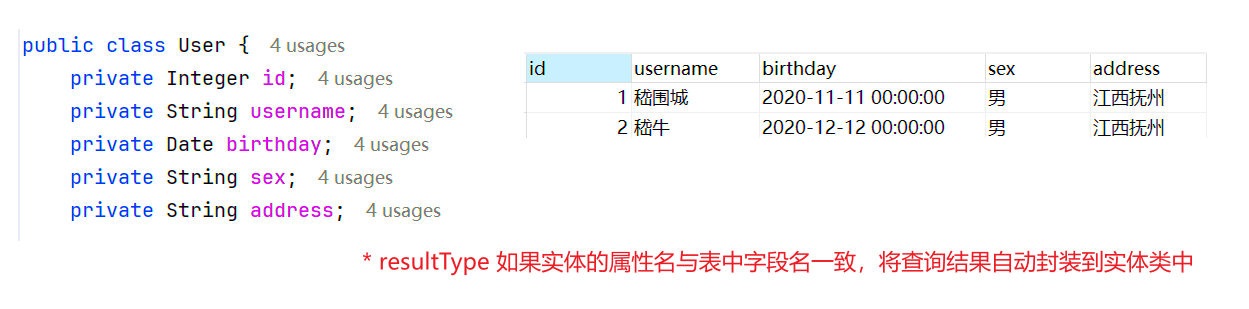 public class User {  4 usages
private Integer id;  4 usages
private String username;  4 usages
private Date birthday;  4 usages
private String sex;  4 usages
private String address;  4 usages
id username birthday sex address
1 嵇围城 2020-11-11 00:00:00 男 江西抚州
2 嵇牛 2020-12-12 00:00:00 男 江西抚州
* resultType 如果实体的属性名与表中字段名一致，将查询结果自动封装到实体类中